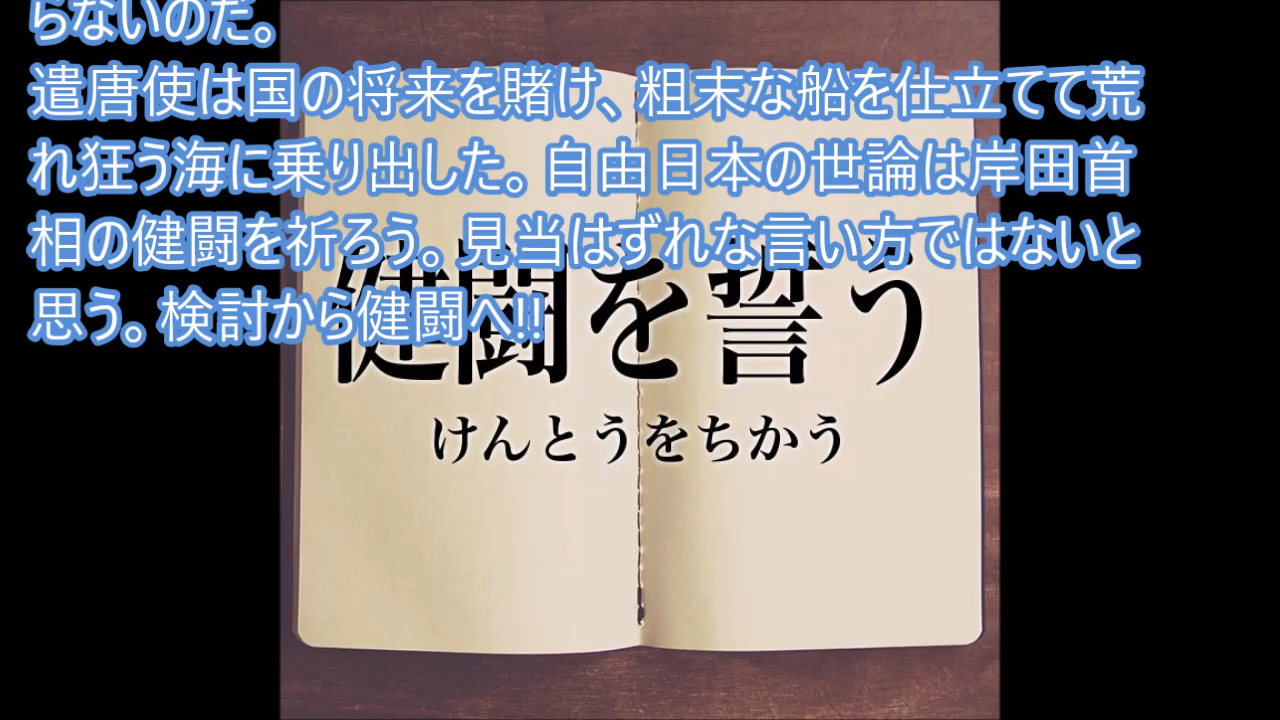 らないのだ。
遣唐使は国の将来を賭け、粗末な船を仕立てて荒
れ狂う海に乗り出した。自由日本の世論は岸田首
相の健闘を祈ろう。見当はずれな言い方ではないと
思う。検討から健闘へ!!
健闘を誓う
けんとうをちかう